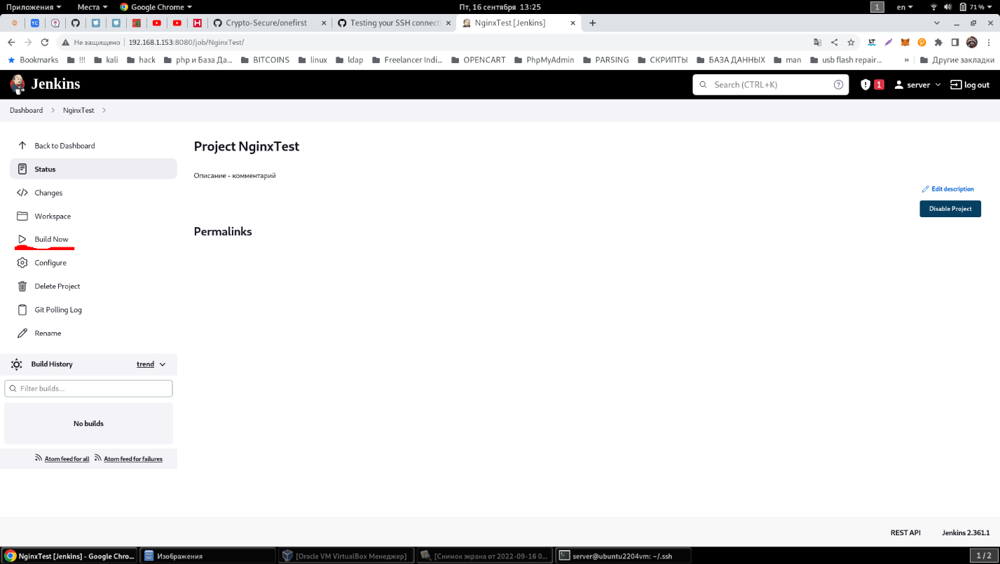 Приложения Места Google Chrome Пт, 16 сентября 13:25 1 en 71 %
YC Crypto-Secure/onefirst Testing your SSH connecti NginxTest [Jenkins]
Не защищено 192.168.1.153:8080/job/NginxTest/
Bookmarks !!! kali hack php и База Да... BITCOINS linux ldap Freelancer Indi... OPENCART PhpMyAdmin PARSING СКРИПТЫ БАЗА ДАННЫХ man usb flash repair... » Другие закладки
Jenkins Search (CTRL+K) 1 server log out
Dashboard NginxTest
Back to Dashboard
Project NginxTest
Status
Описание - комментарий
Edit description
Changes
Disable Project
Workspace
Permalinks
Build Now
Configure
Delete Project
Git Polling Log
Rename
Build History trend
Filter builds...
No builds
Atom feed for all Atom feed for failures
REST API Jenkins 2.361.1
NginxTest [Jenkins] - Google Chro... Изображения [Oracle VM VirtualBox Менеджер] [Снимок экрана от 2022-09-16 0... server@ubuntu2204vm: ~/.ssh 1 / 2